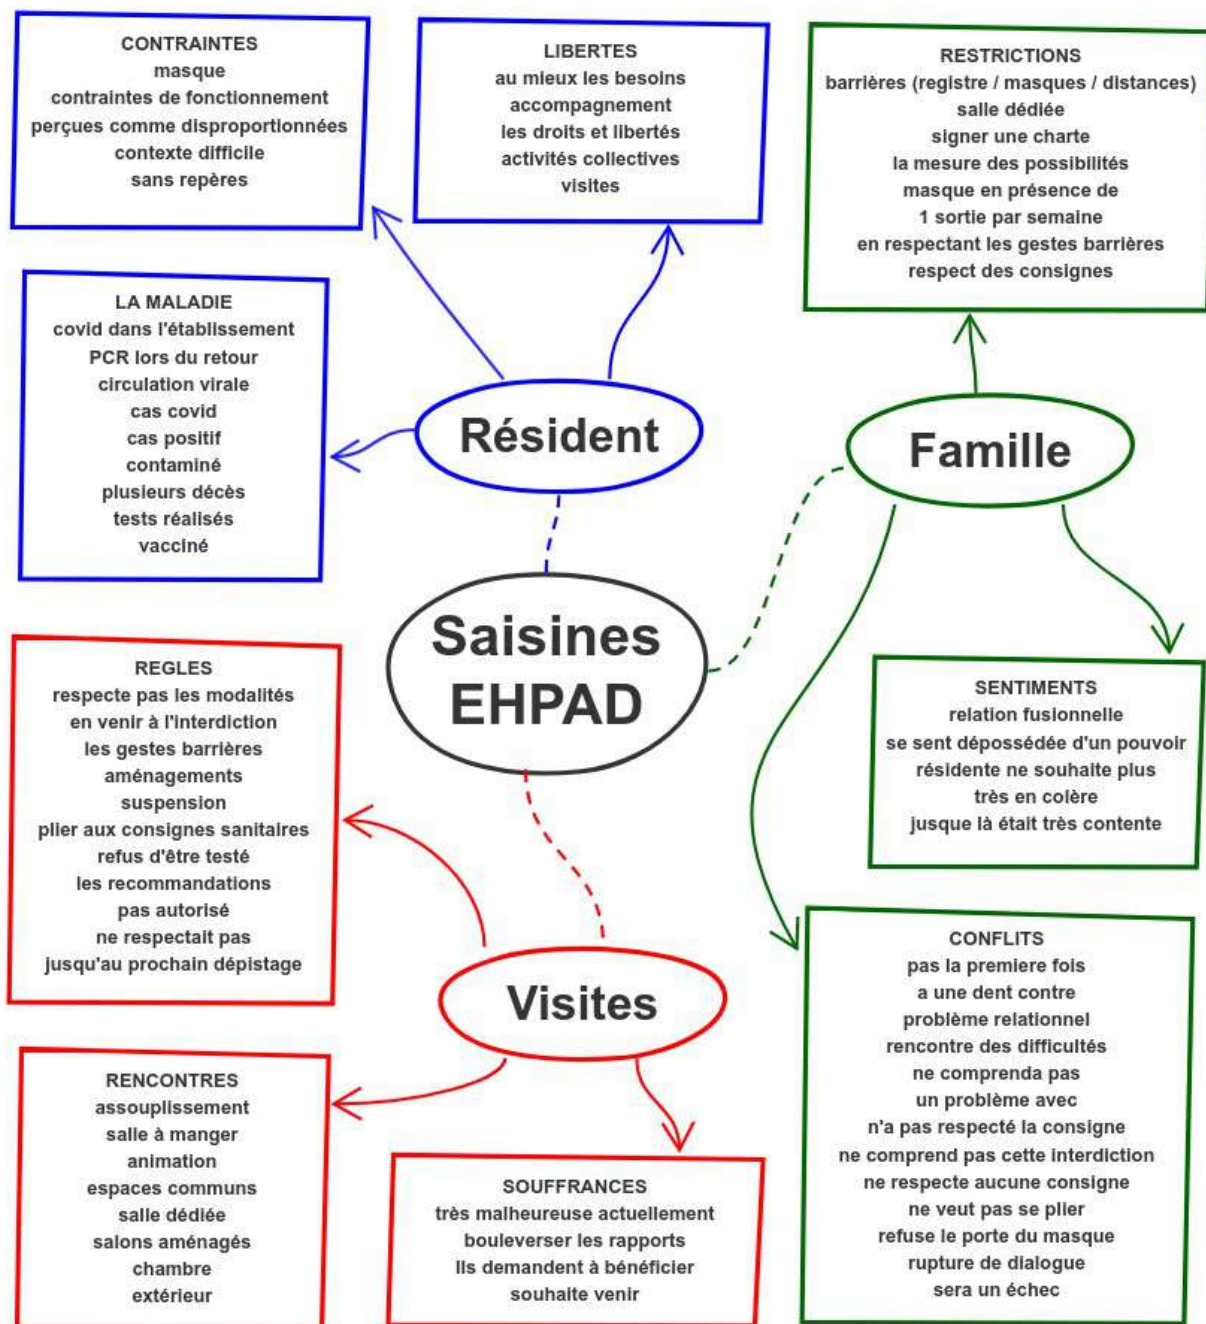 CONTRAINTES
masque
contraintes de fonctionnement
perçues comme disproportionnées
contexte difficile
sans repères
LIBERTES
au mieux les besoins
accompagnement
les droits et libertés
activités collectives
visites
RESTRICTIONS
barrières (registre / masques / distances)
salle dédiée
signer une charte
la mesure des possibilités
masque en présence de
1 sortie par semaine
en respectant les gestes barrières
respect des consignes
LA MALADIE
covid dans l'établissement
PCR lors du retour
circulation virale
cas covid
cas positif
contaminé
plusieurs décès
tests réalisés
vacciné
Résident
Famille
Saisines
EHPAD
REGLES
respecte pas les modalités
en venir à l'interdiction
les gestes barrières
aménagements
suspension
plier aux consignes sanitaires
refus d'être testé
les recommandations
pas autorisé
ne respectait pas
jusqu'au prochain dépistage
SENTIMENTS
relation fusionnelle
se sent dépossédée d'un pouvoir
résidente ne souhaite plus
très en colère
jusque là était très contente
Visites
CONFLITS
pas la premiere fois
a une dent contre
problème relationnel
rencontre des difficultés
ne comprenda pas
un problème avec
n'a pas respecté la consigne
ne comprend pas cette interdiction
ne respecte aucune consigne
ne veut pas se plier
refuse le porte du masque
rupture de dialogue
sera un échec
RENCONTRES
assouplissement
salle à manger
animation
espaces communs
salle dédiée
salons aménagés
chambre
extérieur
SOUFFRANCES
très malheureuse actuellement
bouleverser les rapports
Ils demandent à bénéficier
souhaite venir